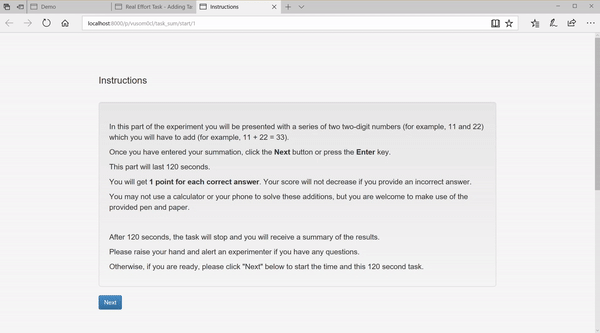 Demo
Real Effort Task - Adding Ta
Instructions
localhost:8000/p/vusom0ci/task_sum/start/1
Instructions
In this part of the experiment you will be presented with a series of two two-digit numbers (for example, 11 and 22)
which you will have to add (for example, 11 + 22 = 33).
Once you have entered your summation, click the Next button or press the Enter key.
This part will last 120 seconds.
You will get 1 point for each correct answer. Your score will not decrease if you provide an incorrect answer.
You may not use a calculator or your phone to solve these additions, but you are welcome to make use of the
provided pen and paper.
After 120 seconds, the task will stop and you will receive a summary of the results.
Please raise your hand and alert an experimenter if you have any questions.
Otherwise, if you are ready, please click "Next" below to start the time and this 120 second task.
Next